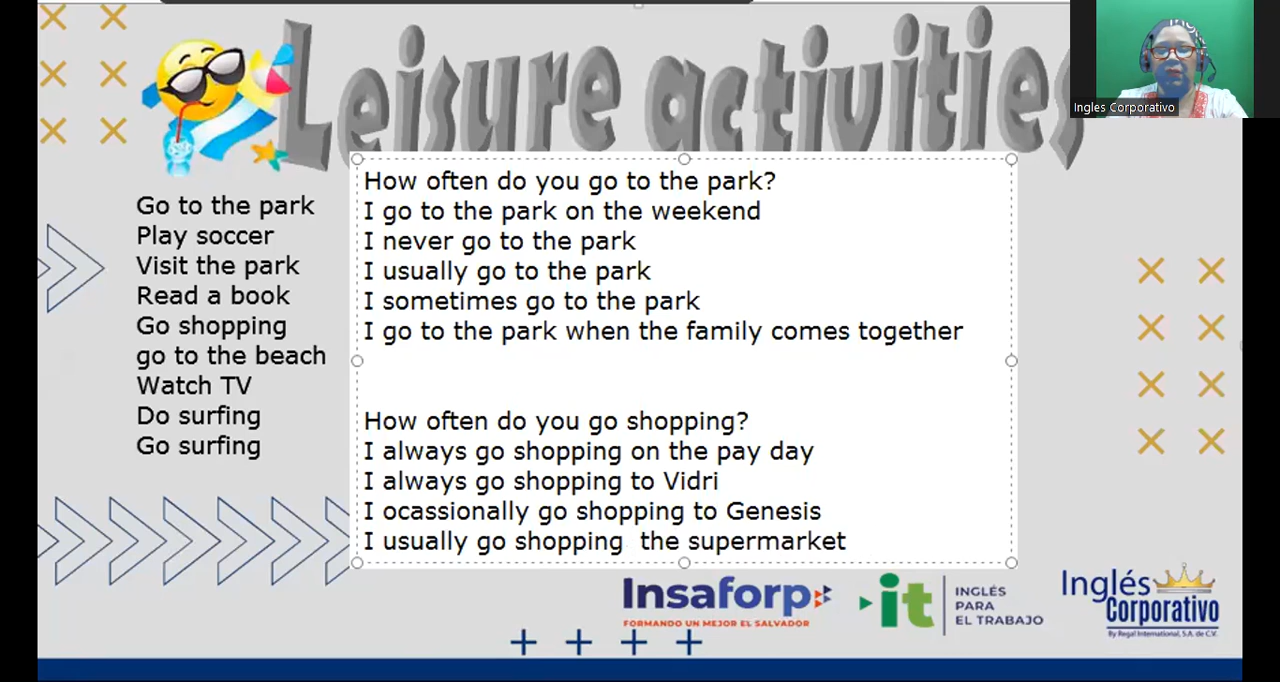 Leisure activities
Ingles Corporativo
Go to the park
Play soccer
Visit the park
Read a book
Go shopping
go to the beach
Watch TV
Do surfing
Go surfing
How often do you go to the park?
I go to the park on the weekend
I never go to the park
I usually go to the park
I sometimes go to the park
I go to the park when the family comes together
How often do you go shopping?
I always go shopping on the pay day
I always go shopping to Vidri
I ocassionally go shopping to Genesis
I usually go shopping the supermarket
Insaforp
FORMANDO UN MEJOR EL SALVADOR
it
INGLÉS
PARA
EL TRABAJO
Inglés
Corporativo
By Regal International, S.A. de C.V.